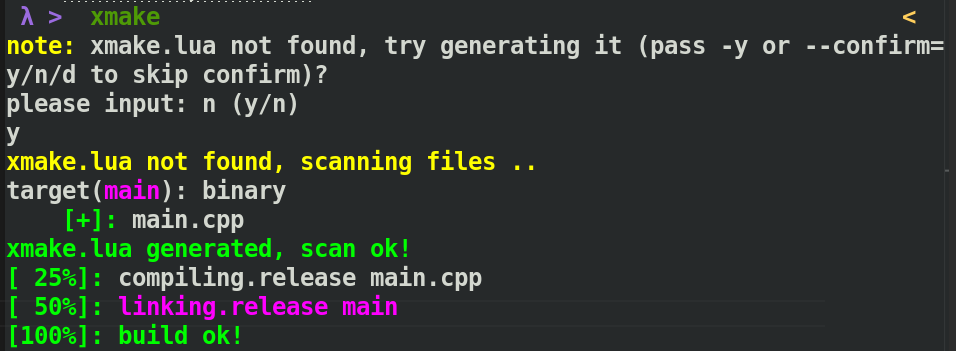 λ > xmake <
note: xmake.lua not found, try generating it (pass -y or --confirm=
y/n/d to skip confirm)?
please input: n (y/n)
y
xmake.lua not found, scanning files ..
target(main): binary
[+]: main.cpp
xmake.lua generated, scan ok!
[ 25%]: compiling.release main.cpp
[ 50%]: linking.release main
[100%]: build ok!